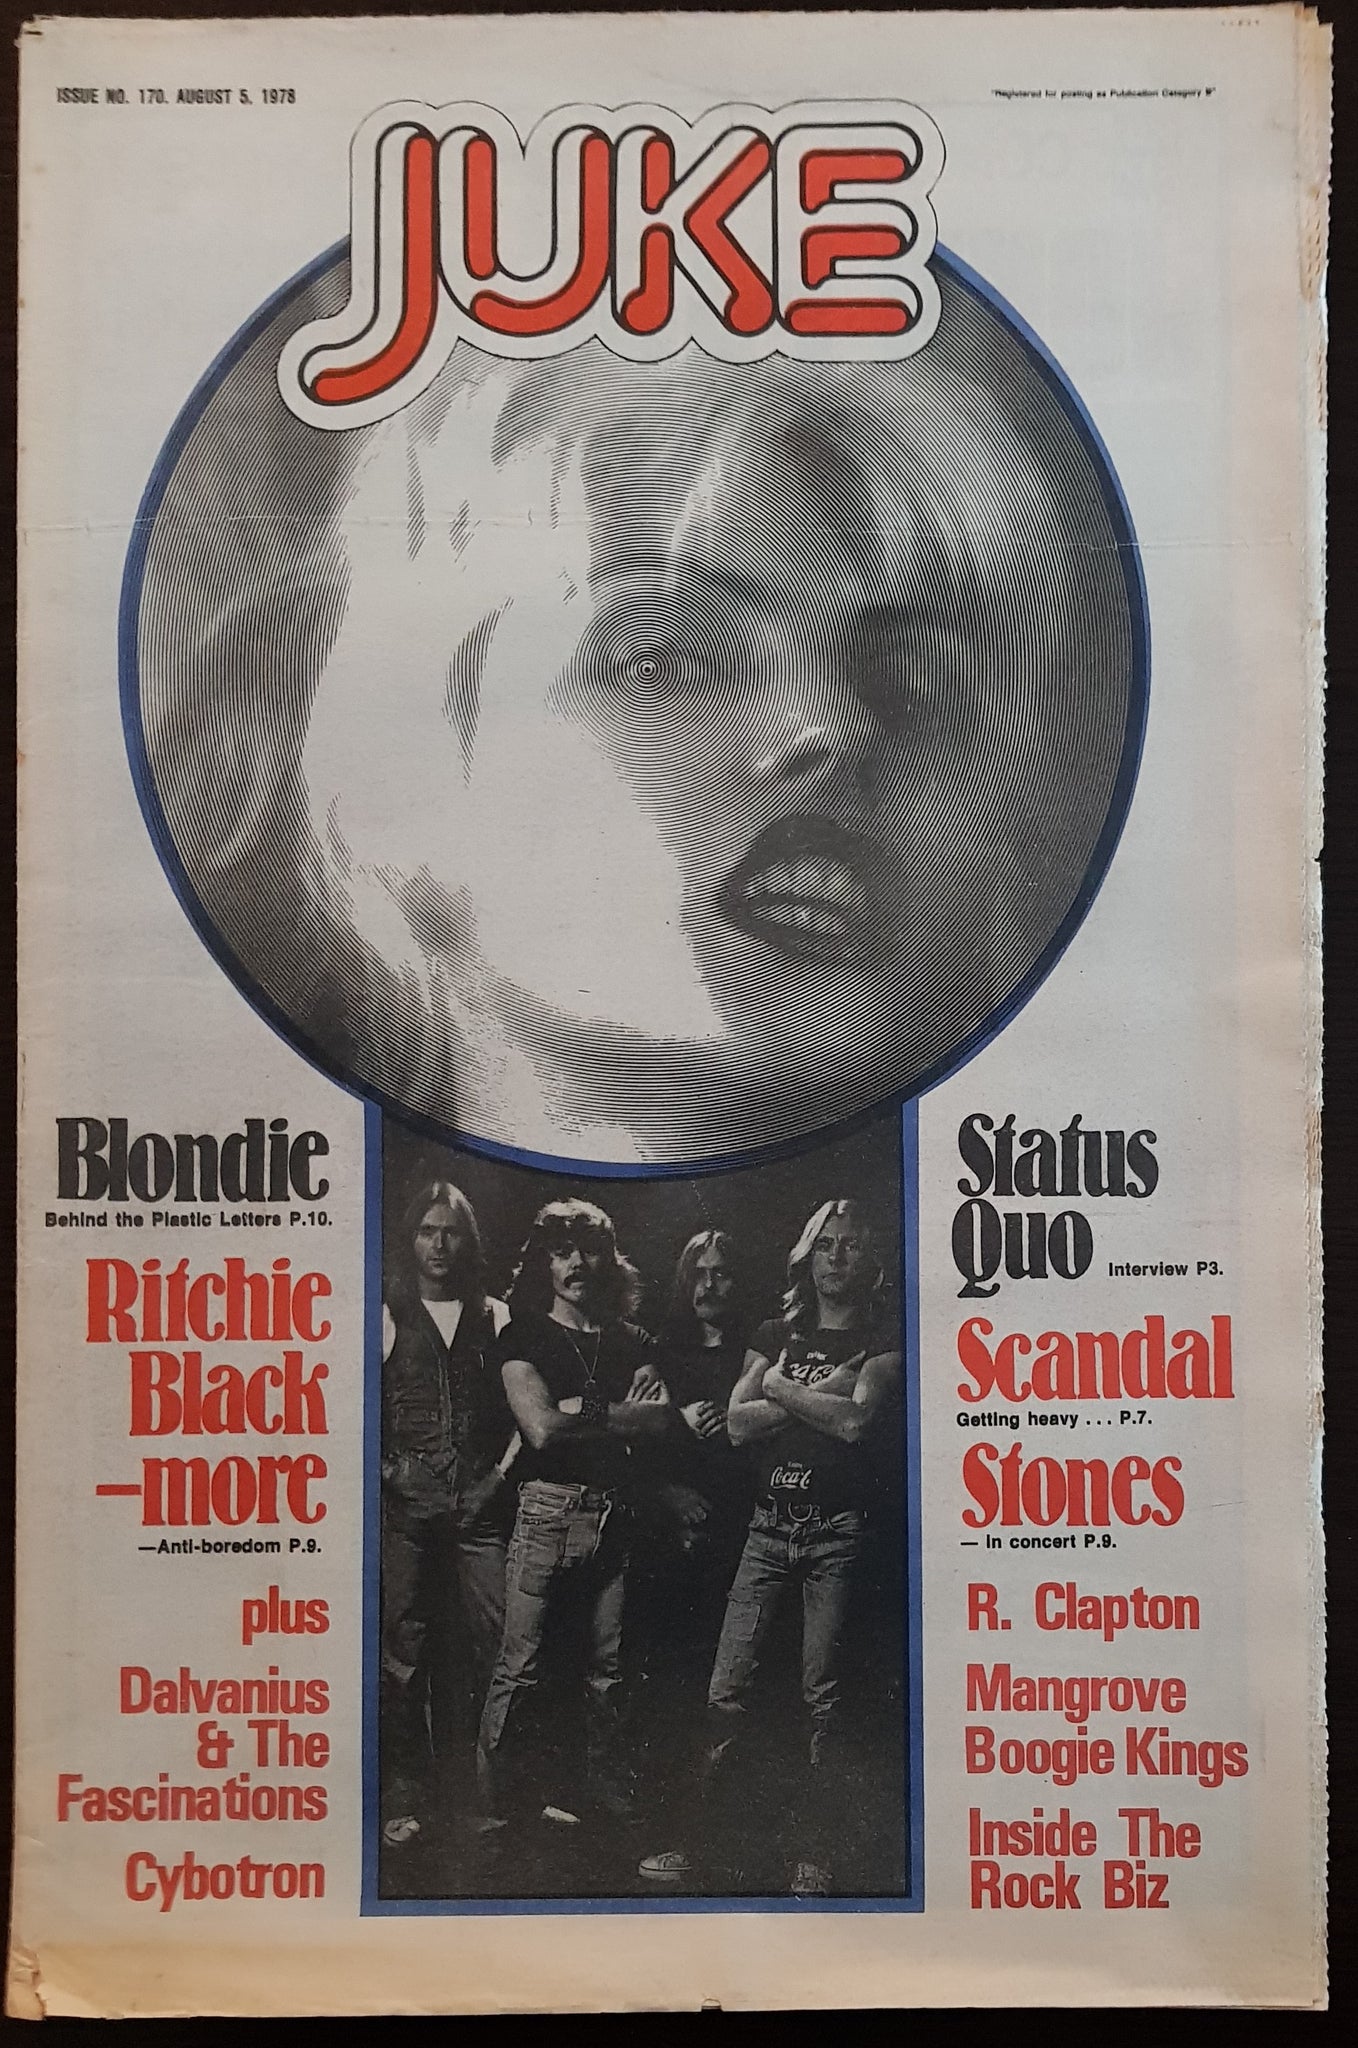 ISSUE NO. 170. AUGUST 5, 1978
"Registered for posting as Publication Category B"
JUKE
Blondie
Behind the Plastic Letters P.10.
Ritchie
Black
—more
—Anti-boredom P.9.
plus
Dalvanius
& The
Fascinations
Cybotron
Status
Quo
Interview P3.
Scandal
Getting heavy . . . P.7.
Stones
— in concert P.9.
R. Clapton
Mangrove
Boogie Kings
Inside The
Rock Biz
Enjoy
Coca-C